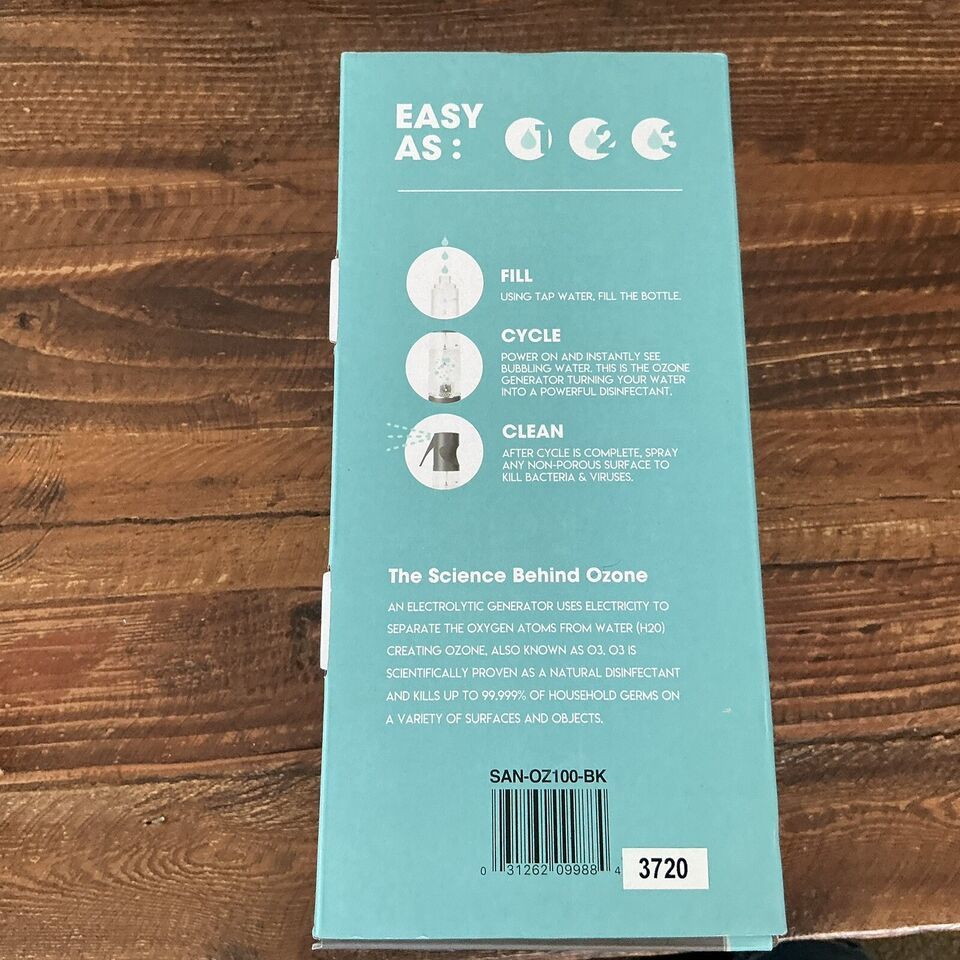 EASY
AS : 1 2 3
FILL
USING TAP WATER, FILL THE BOTTLE.
CYCLE
POWER ON AND INSTANTLY SEE
BUBBLING WATER. THIS IS THE OZONE
GENERATOR TURNING YOUR WATER
INTO A POWERFUL DISINFECTANT.
CLEAN
AFTER CYCLE IS COMPLETE, SPRAY
ANY NON-POROUS SURFACE TO
KILL BACTERIA & VIRUSES.
The Science Behind Ozone
AN ELECTROLYTIC GENERATOR USES ELECTRICITY TO
SEPARATE THE OXYGEN ATOMS FROM WATER (H20)
CREATING OZONE, ALSO KNOWN AS O3. O3 IS
SCIENTIFICALLY PROVEN AS A NATURAL DISINFECTANT
AND KILLS UP TO 99.999% OF HOUSEHOLD GERMS ON
A VARIETY OF SURFACES AND OBJECTS.
SAN-OZ100-BK
0 31262 09988 4
3720